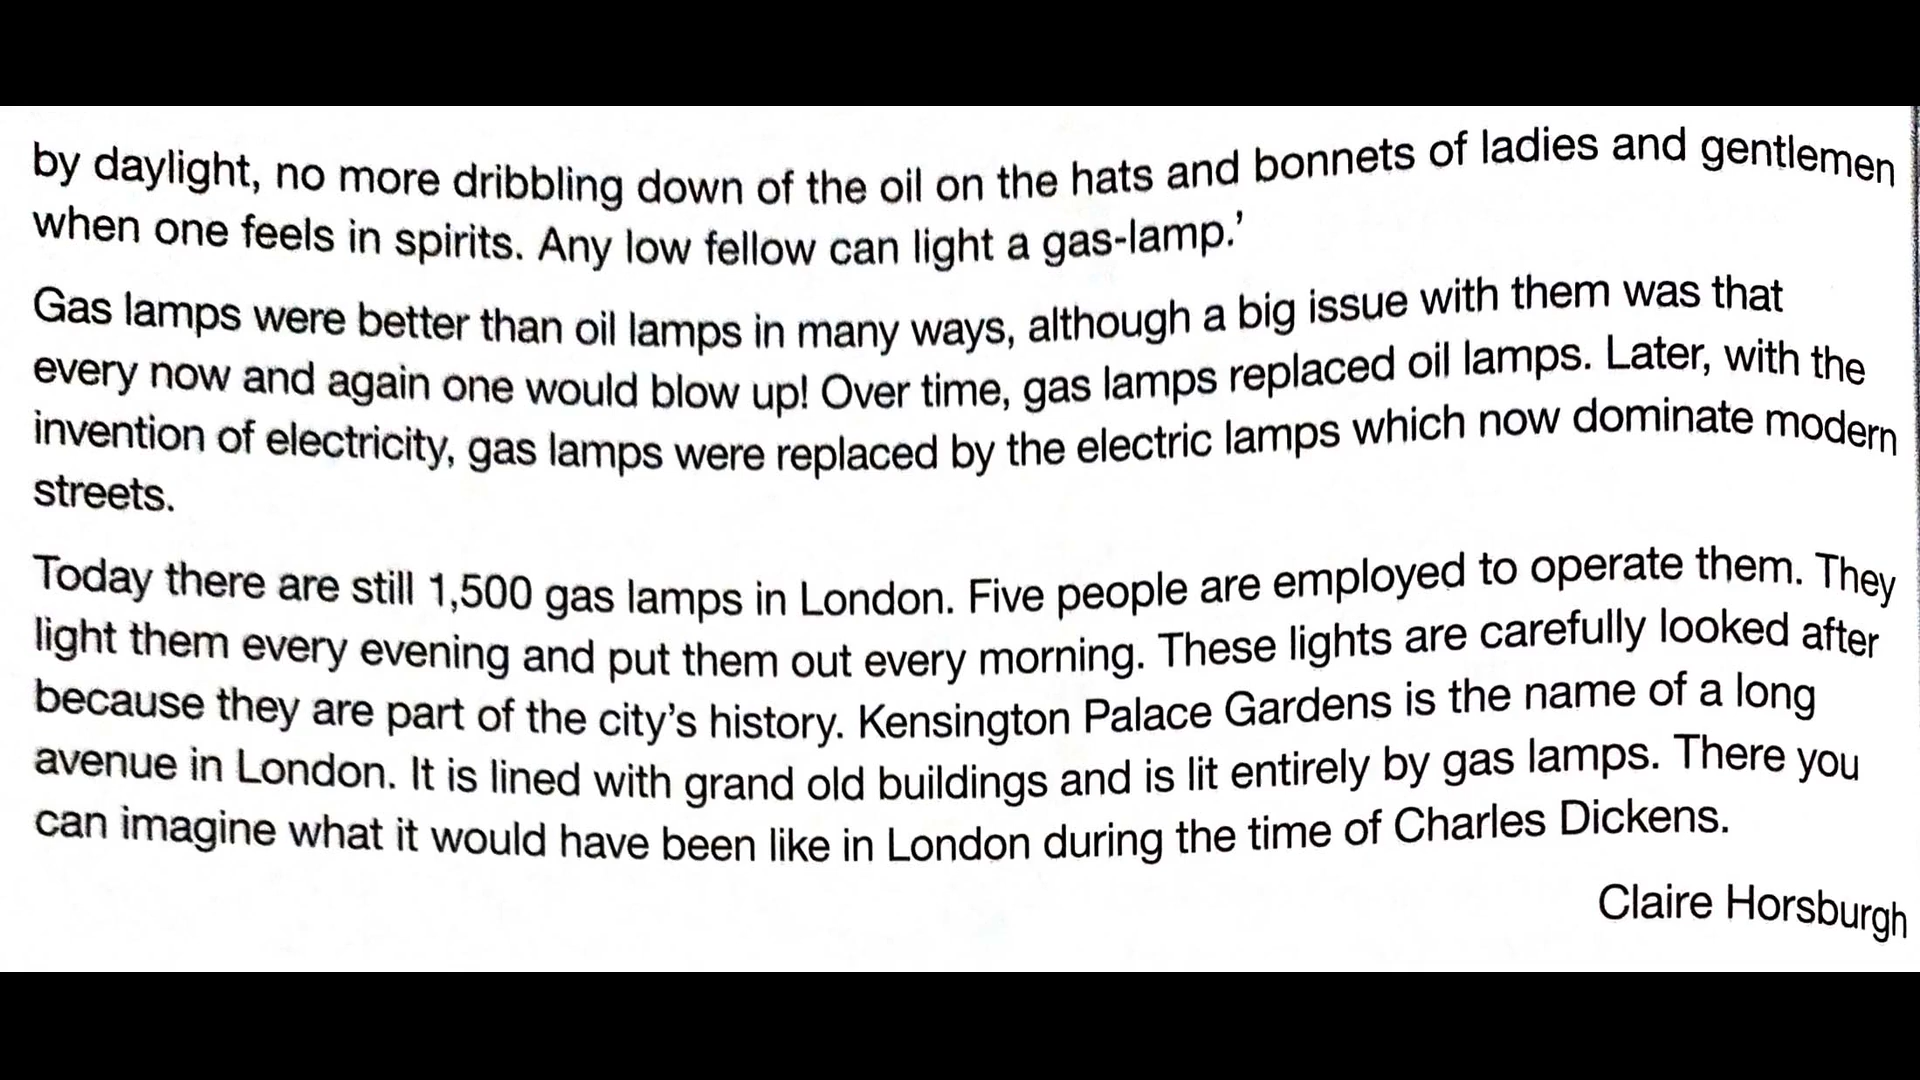 by daylight, no more dribbling down of the oil on the hats and bonnets of ladies and gentlemen
when one feels in spirits. Any low fellow can light a gas-lamp.’
Gas lamps were better than oil lamps in many ways, although a big issue with them was that
every now and again one would blow up! Over time, gas lamps replaced oil lamps. Later, with the
invention of electricity, gas lamps were replaced by the electric lamps which now dominate modern
streets.
Today there are still 1,500 gas lamps in London. Five people are employed to operate them. They
light them every evening and put them out every morning. These lights are carefully looked after
because they are part of the city’s history. Kensington Palace Gardens is the name of a long
avenue in London. It is lined with grand old buildings and is lit entirely by gas lamps. There you
can imagine what it would have been like in London during the time of Charles Dickens.
Claire Horsburgh